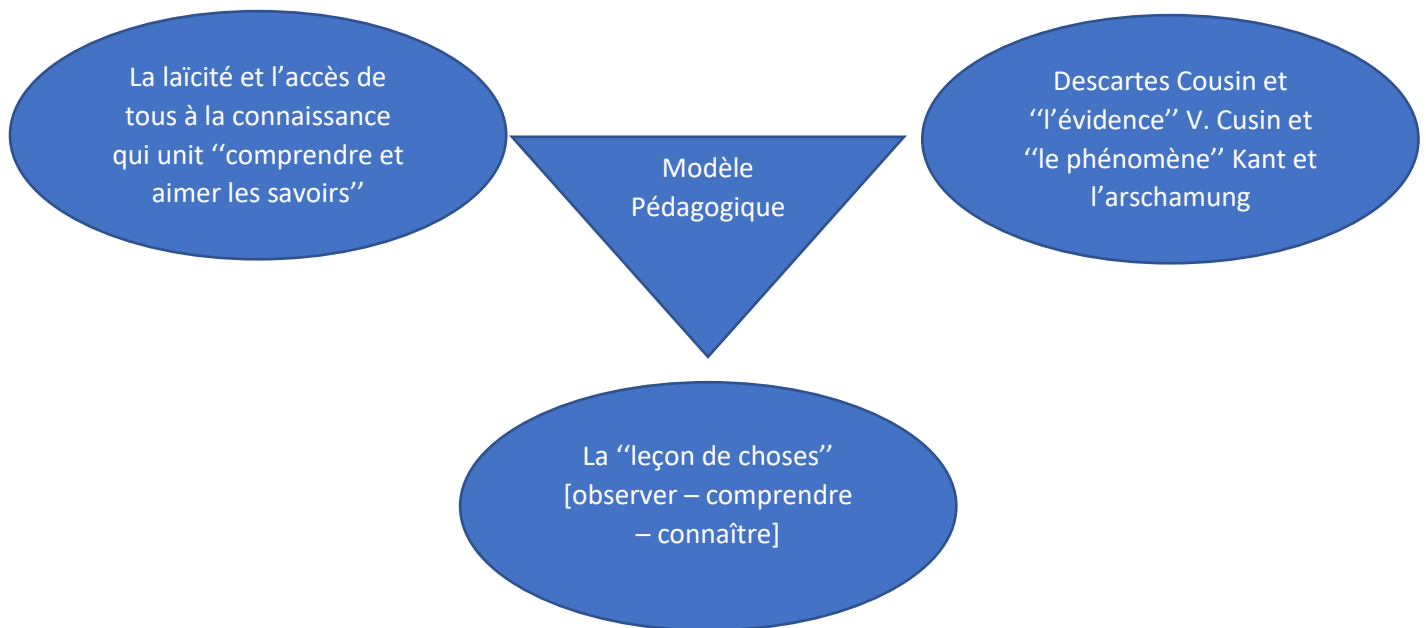 La laïcité et l’accès de
tous à la connaissance
qui unit ‘‘comprendre et
aimer les savoirs’’
Modèle
Pédagogique
Descartes Cousin et
‘‘l’évidence’’ V. Cusin et
‘‘le phénomène’’ Kant et
l’arschamung
La ‘‘leçon de choses’’
[observer – comprendre
– connaître]